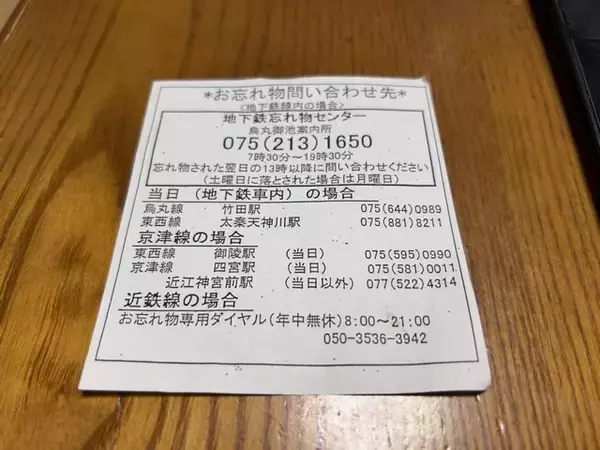 *お忘れ物問い合わせ先*
<地下鉄線内の場合>
地下鉄忘れ物センター
烏丸御池案内所
075(213)1650
7時30分～19時30分
忘れ物された翌日の13時以降に問い合わせください
(土曜日に落とされた場合は月曜日)
当日(地下鉄車内)の場合
烏丸線 竹田駅 075(644)0989
東西線 太秦天神川駅 075(881)8211
京津線の場合
東西線 御陵駅 (当日) 075(595)0990
京津線 四宮駅 (当日) 075(581)0011
近江神宮前駅 (当日以外) 077(522)4314
近鉄線の場合
お忘れ物専用ダイヤル(年中無休)8:00～21:00
050-3536-3942